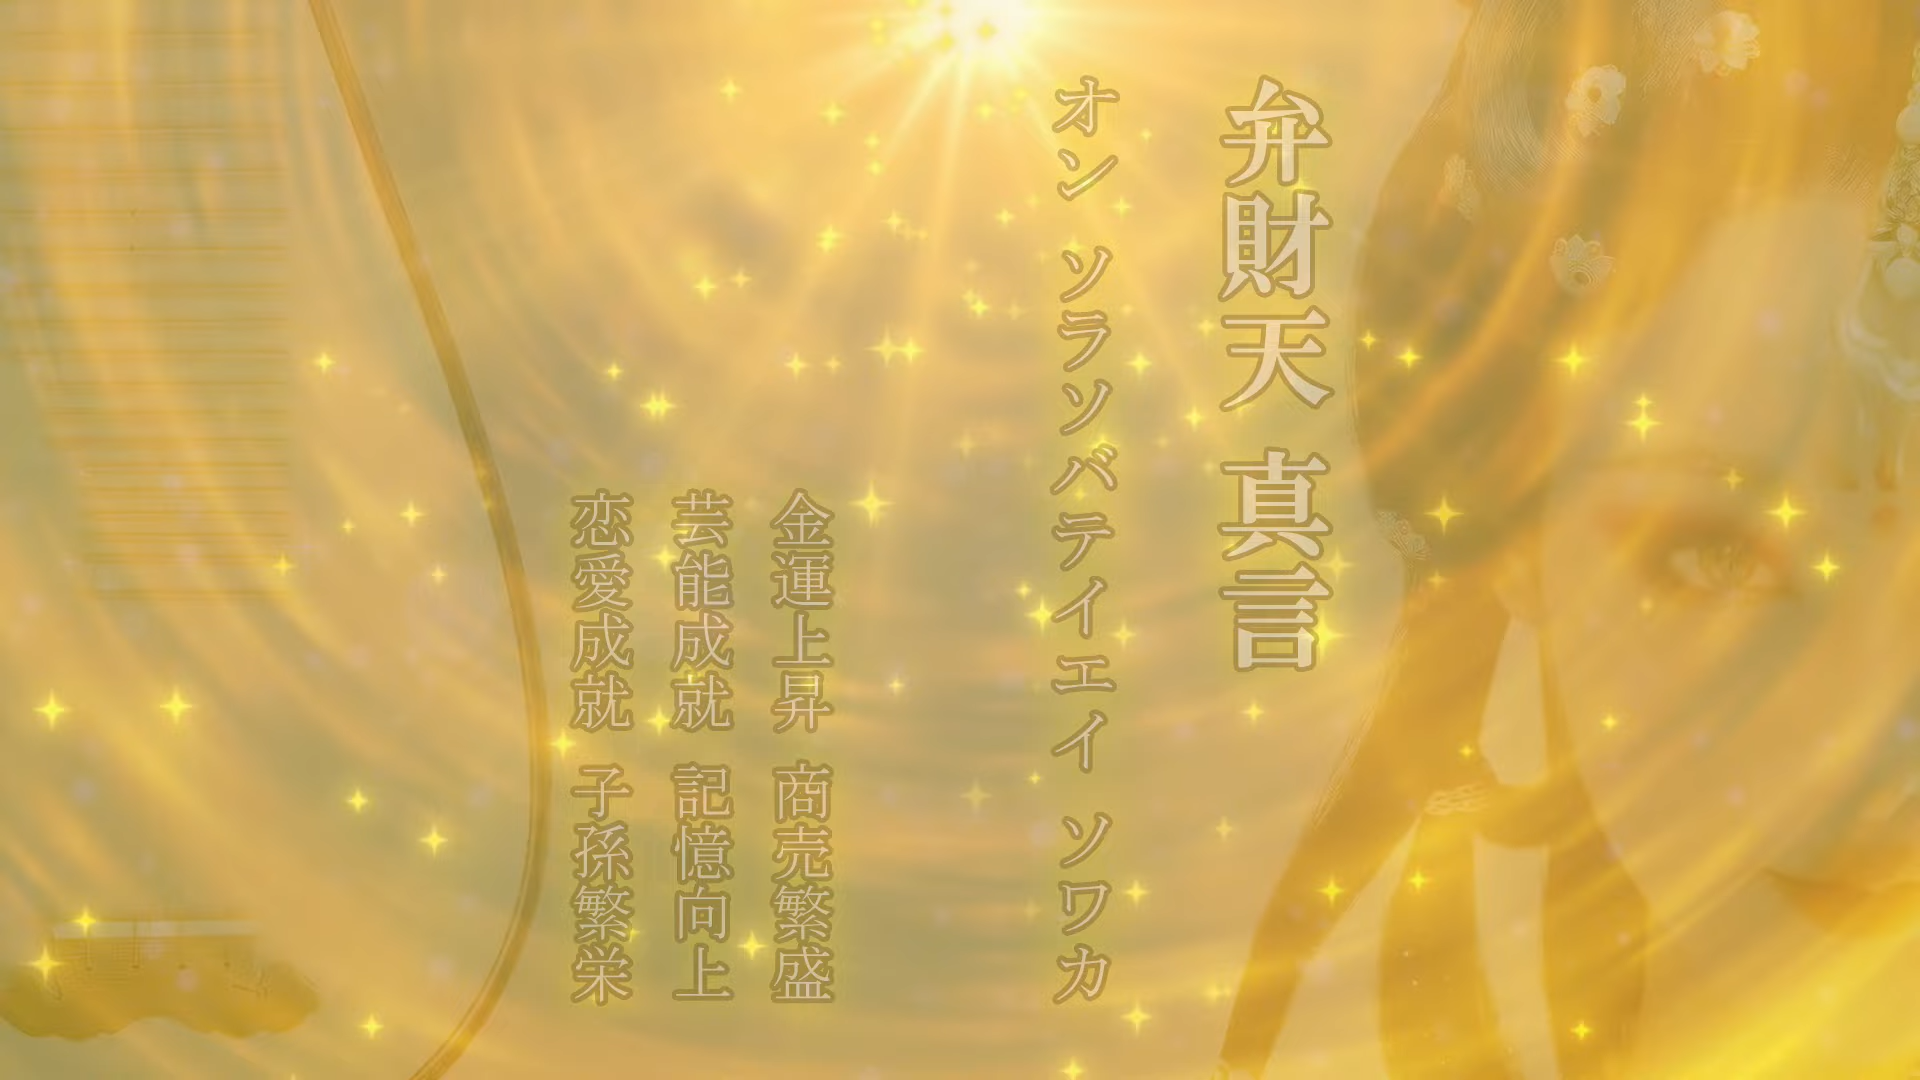 弁財天 真言
オン ソラソバテイエイ ソワカ
金運上昇 商売繁盛
芸能成就 記憶向上
恋愛成就 子孫繁栄